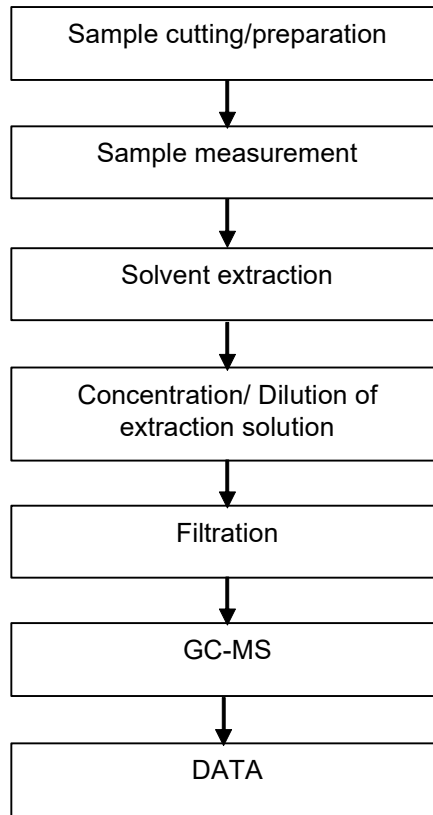 Sample cutting/preparation
Sample measurement
Solvent extraction
Concentration/ Dilution of
extraction solution
Filtration
GC-MS
DATA